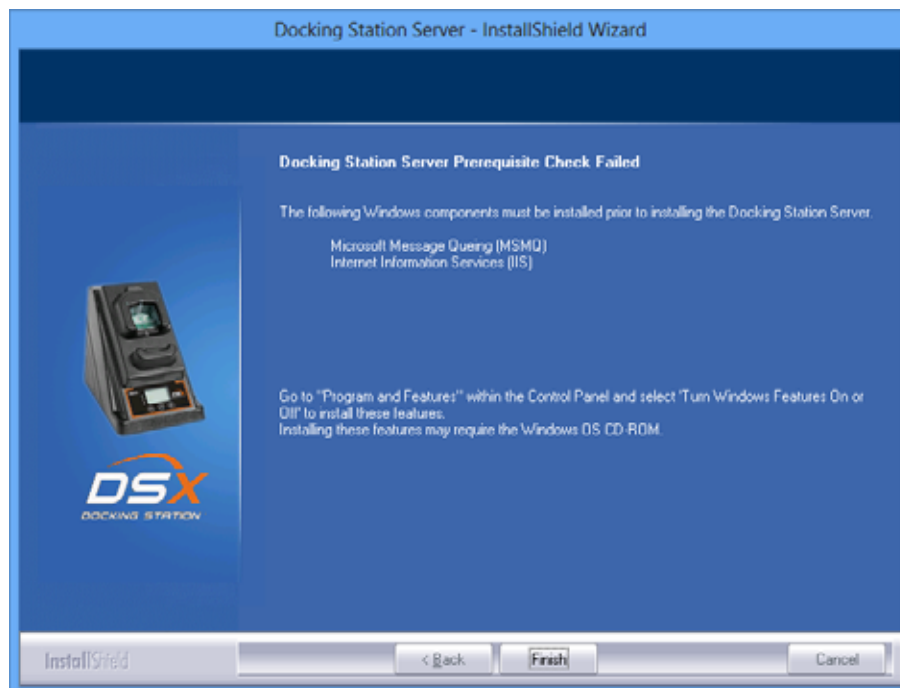 Docking Station Server - InstallShield Wizard
Docking Station Server Prerequisite Check Failed
The following Windows components must be installed prior to installing the Docking Station Server.
Microsoft Message Queing (MSMQ)
Internet Information Services (IIS)
Go to "Program and Features" within the Control Panel and select 'Turn Windows Features On or
Off' to install these features.
Installing these features may require the Windows OS CD-ROM.
DSX
DOCKING STATION
InstallShield
< Back
Finish
Cancel